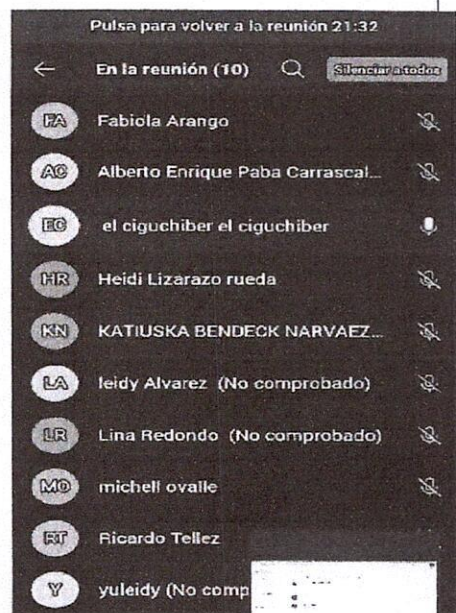 Pulsa para volver a la reunión 21:32
← En la reunión (10) Silenciar a todos
FA Fabiola Arango
AC Alberto Enrique Paba Carrascal...
EC el ciguchiber el ciguchiber
HR Heidi Lizarazo rueda
KN KATIUSKA BENDECK NARVAEZ...
LA leidy Alvarez (No comprobado)
LR Lina Redondo (No comprobado)
MO michell ovalle
RT Ricardo Tellez
Y yuleidy (No comp